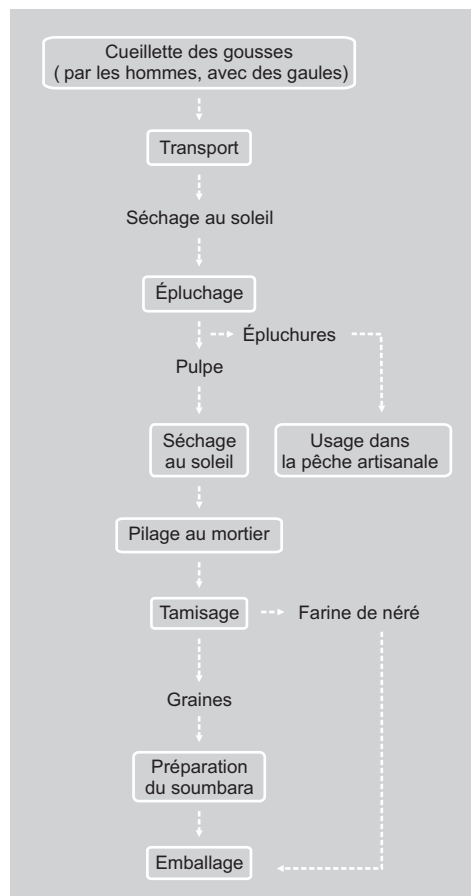 Cueillette des gousses
( par les hommes, avec des gaules)
Transport
Séchage au soleil
Épluchage
Épluchures
Pulpe
Séchage
au soleil
Usage dans
la pêche artisanale
Pilage au mortier
Tamisage
Farine de néré
Graines
Préparation
du soumbara
Emballage